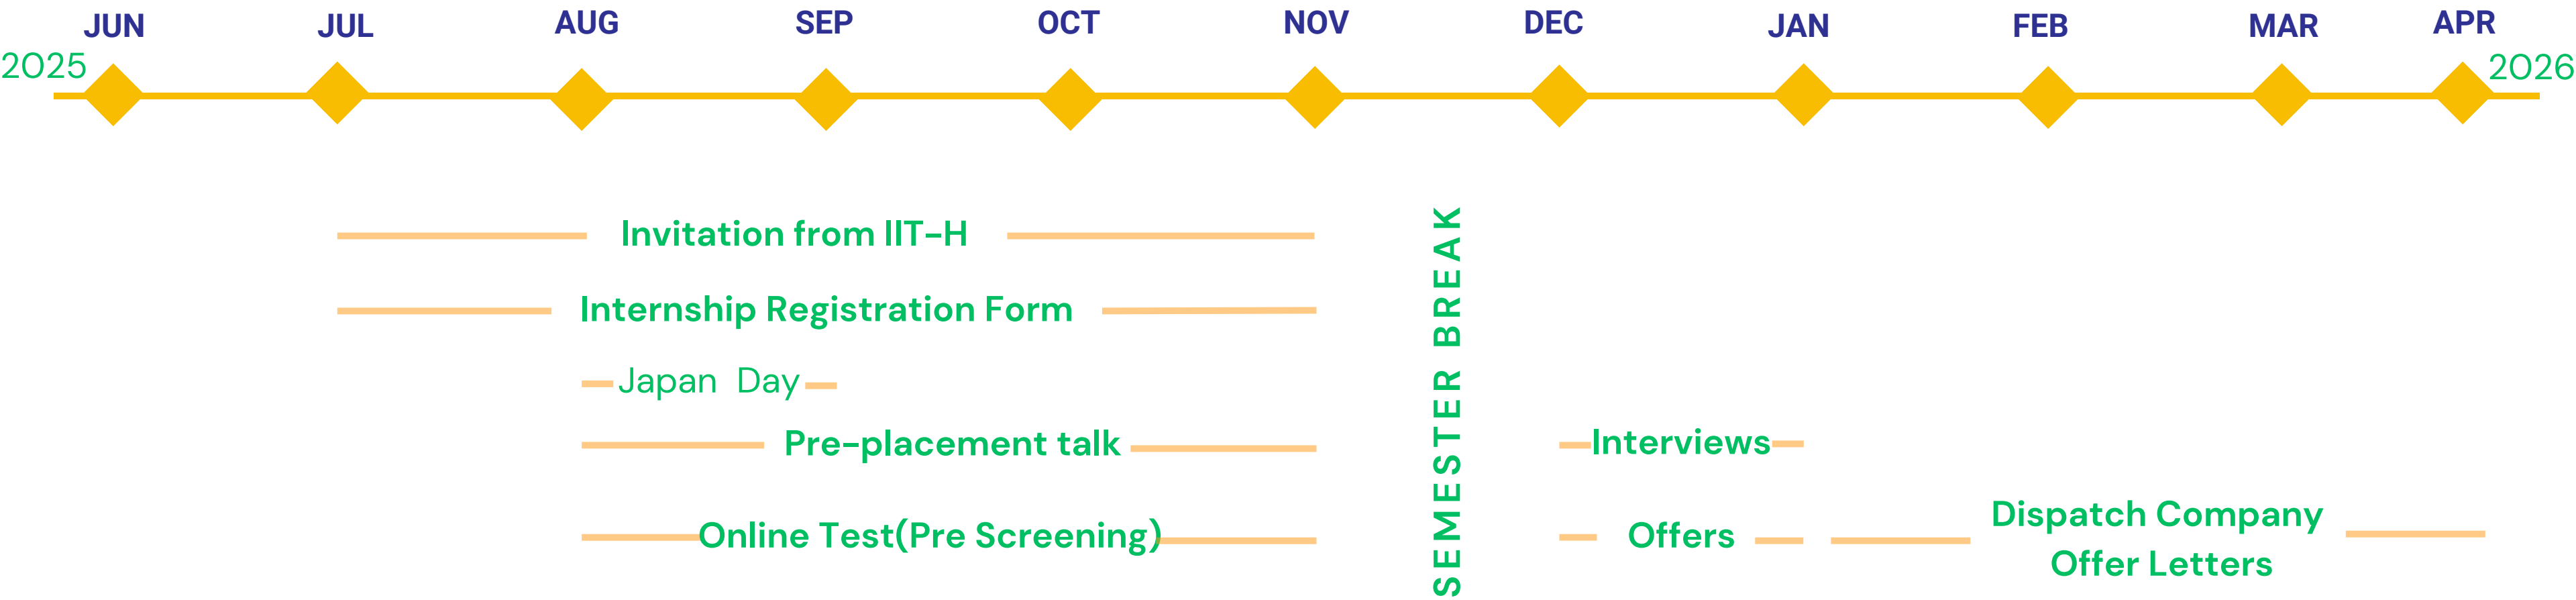 JUN JUL AUG SEP OCT NOV DEC JAN FEB MAR APR
2025 2026
Invitation from IIT-H
Internship Registration Form
Japan Day
Pre-placement talk
Online Test(Pre Screening)
SEMESTER BREAK
Interviews
Offers
Dispatch Company
Offer Letters